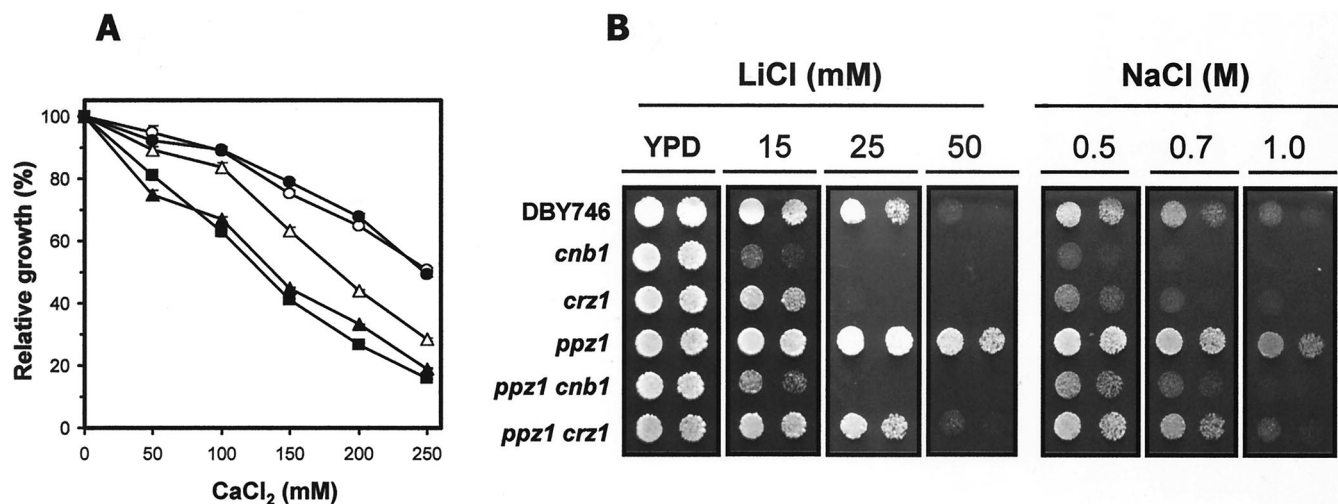 A
B
LiCl (mM)
NaCl (M)
YPD 15 25 50 0.5 0.7 1.0
DBY746
cnb1
crz1
ppz1
ppz1 cnb1
ppz1 crz1
Relative growth (%)
100
80
60
40
20
0
0 50 100 150 200 250
CaCl₂ (mM)